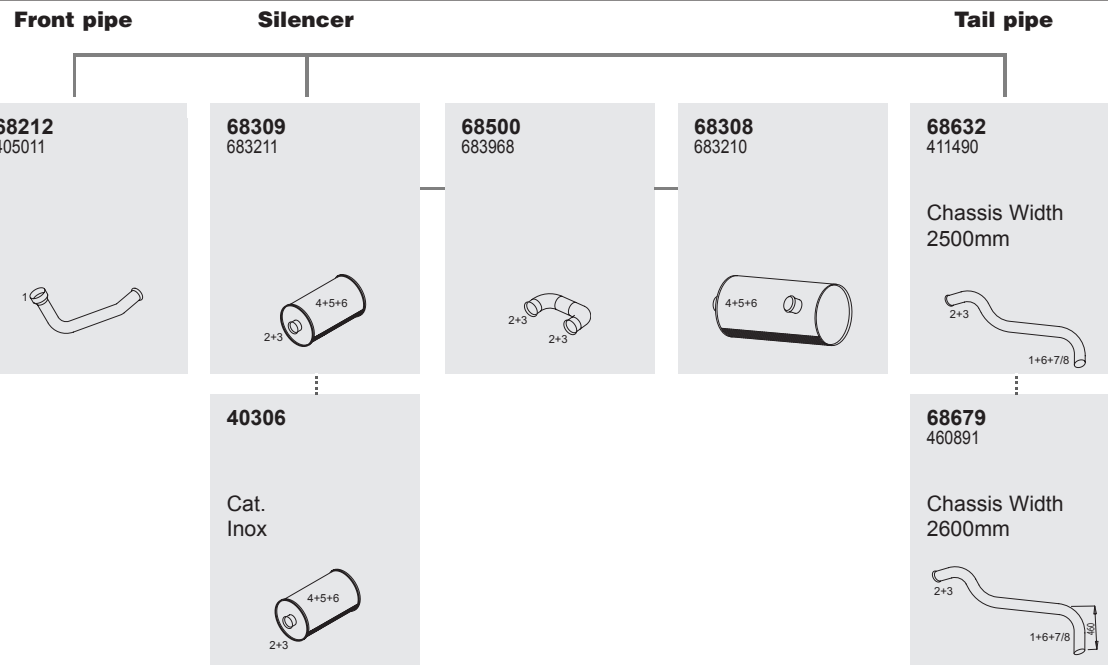 Front pipe
Silencer
Tail pipe
68212
405011
1
68309
683211
4+5+6
2+3
68500
683968
2+3
2+3
68308
683210
4+5+6
68632
411490
Chassis Width
2500mm
2+3
1+6+7/8
40306
Cat.
Inox
4+5+6
2+3
68679
460891
Chassis Width
2600mm
2+3
1+6+7/8
460